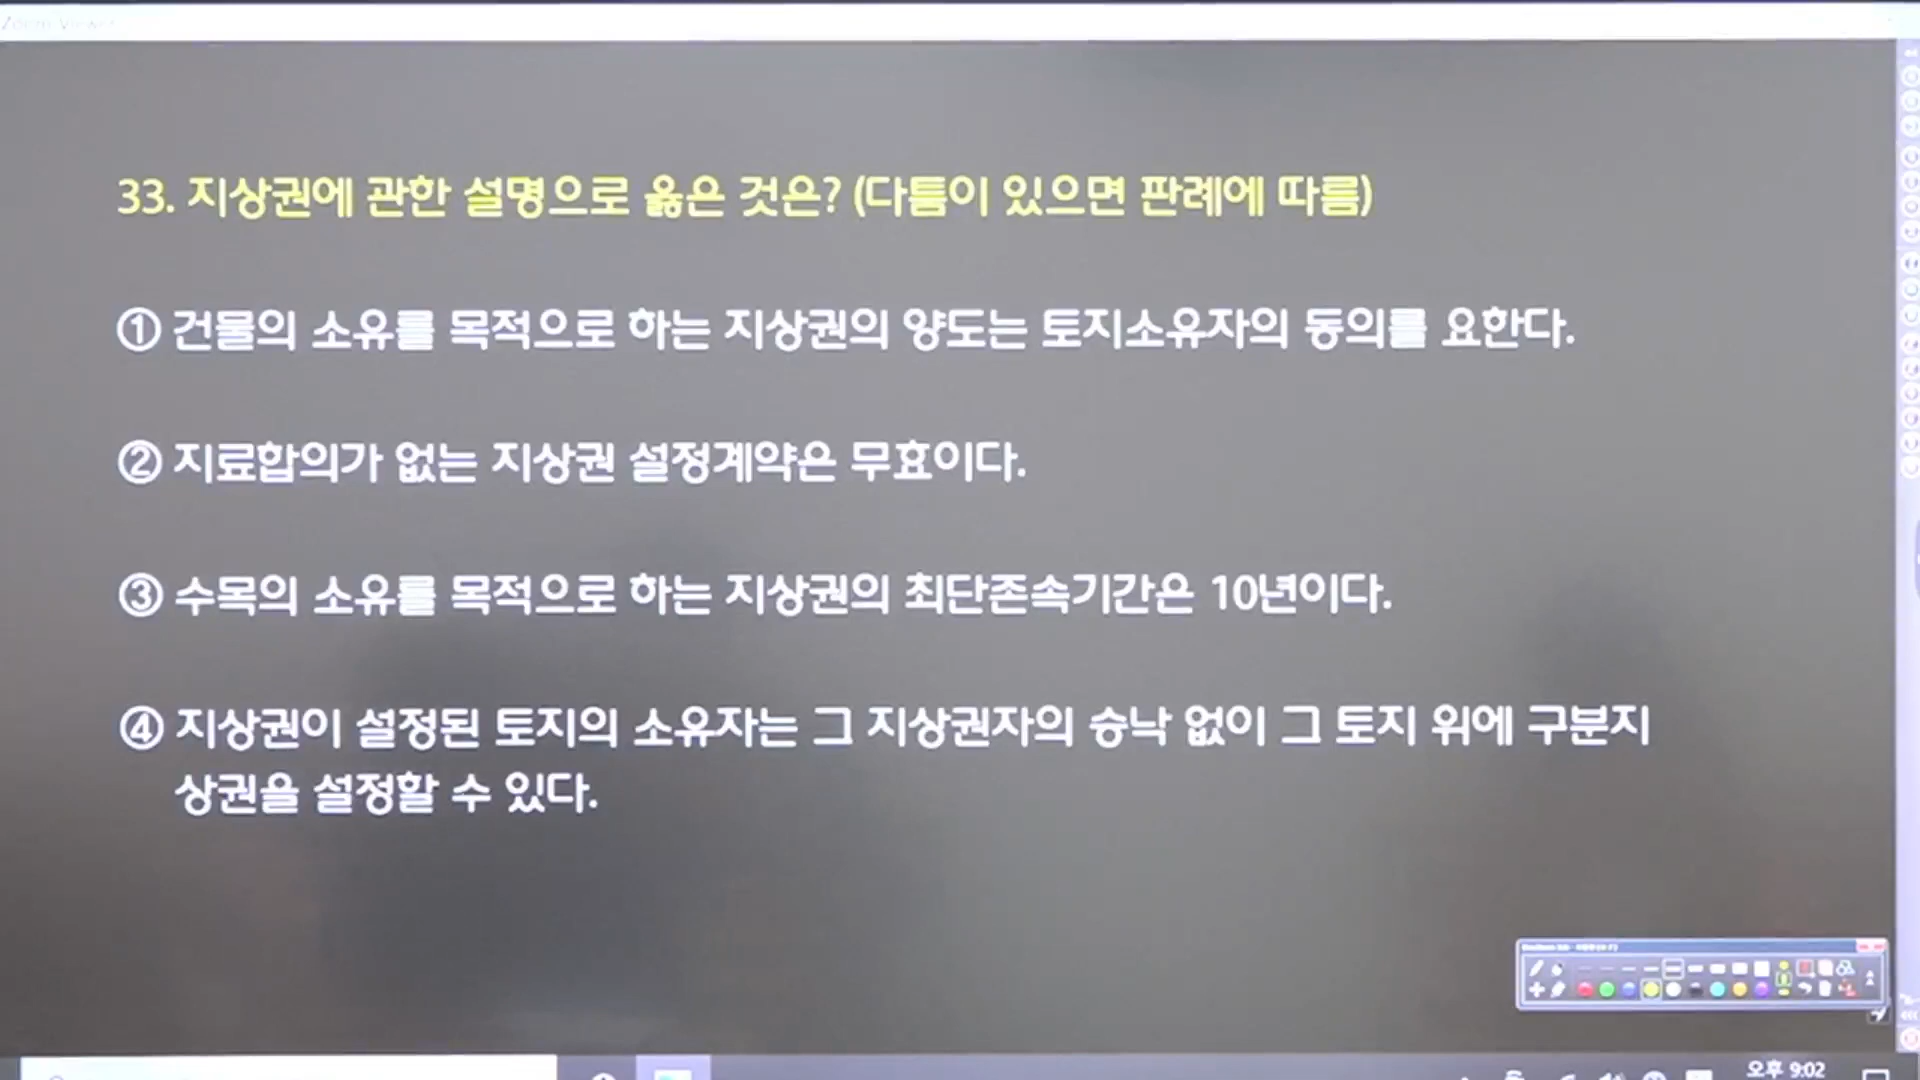 33. 지상권에 관한 설명으로 옳은 것은? (다툼이 있으면 판례에 따름)
① 건물의 소유를 목적으로 하는 지상권의 양도는 토지소유자의 동의를 요한다.
② 지료합의가 없는 지상권 설정계약은 무효이다.
③ 수목의 소유를 목적으로 하는 지상권의 최단존속기간은 10년이다.
④ 지상권이 설정된 토지의 소유자는 그 지상권자의 승낙 없이 그 토지 위에 구분지
상권을 설정할 수 있다.
오후 9:02